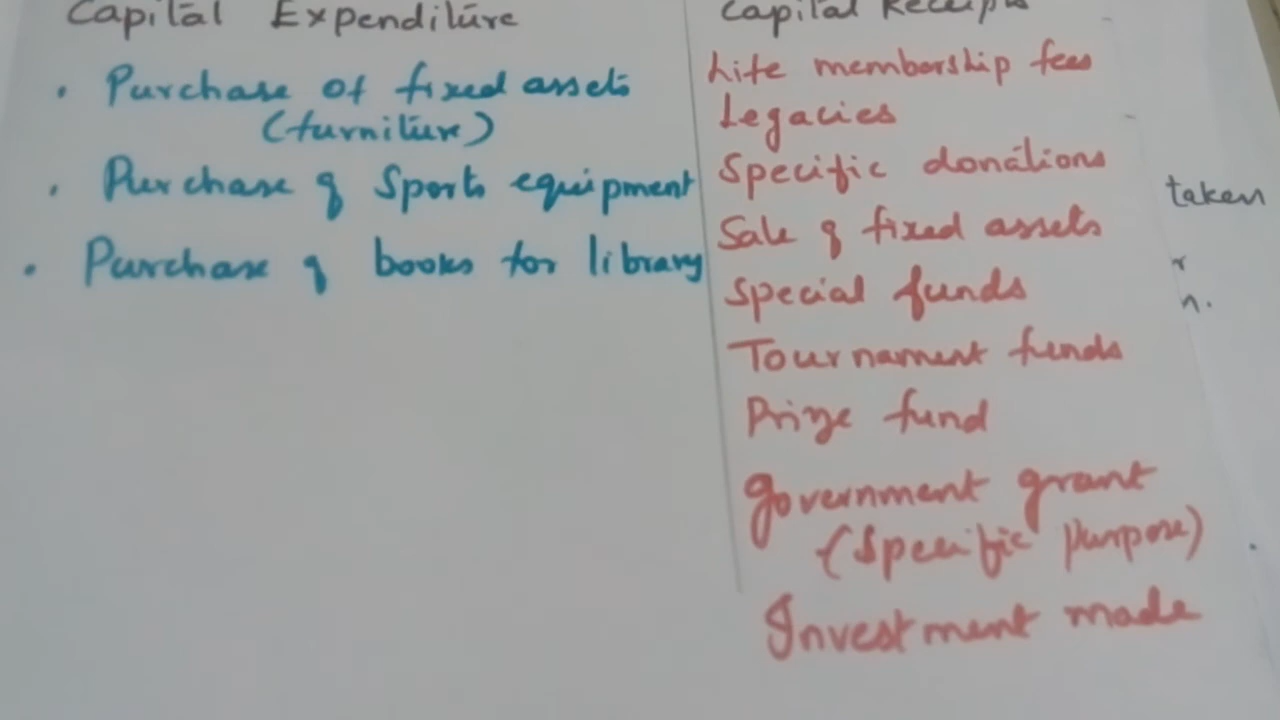 Capital Expenditure
• Purchase of fixed assets
(furniture)
• Purchase of Sports equipment
• Purchase of books for library
Capital Receipts
Life membership fees
Legacies
Specific donations
Sale of fixed assets
Special funds
Tournament funds
Prize fund
Government grant
(Specific purpose)
Investment made
taken
r
n.